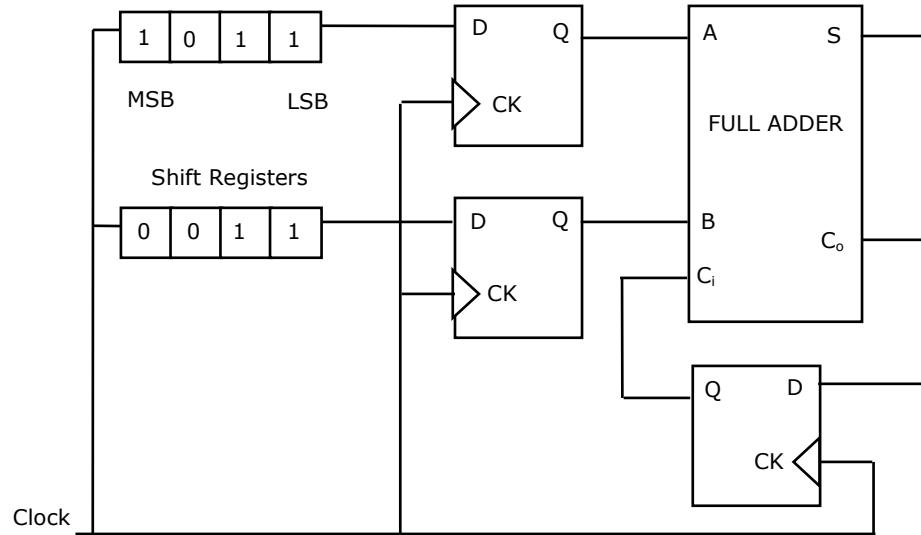 1 0 1 1
D Q
A S
MSB LSB
CK
FULL ADDER
Shift Registers
0 0 1 1
D Q
B
Cₒ
Cᵢ
CK
Q D
CK
Clock